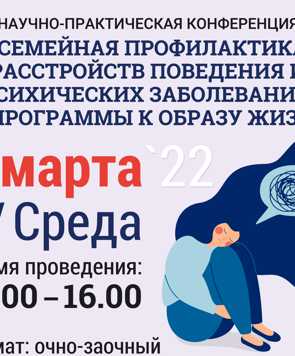 НАУЧНО-ПРАКТИЧЕСКАЯ КОНФЕРЕНЦИЯ
СЕМЕЙНАЯ ПРОФИЛАКТИКА
РАССТРОЙСТВ ПОВЕДЕНИЯ И
ПСИХИЧЕСКИХ ЗАБОЛЕВАНИ
ПРОГРАММЫ К ОБРАЗУ ЖИЗ
марта `22
/ Среда
мя проведения:
.00 – 16.00
мат: очно-заочный